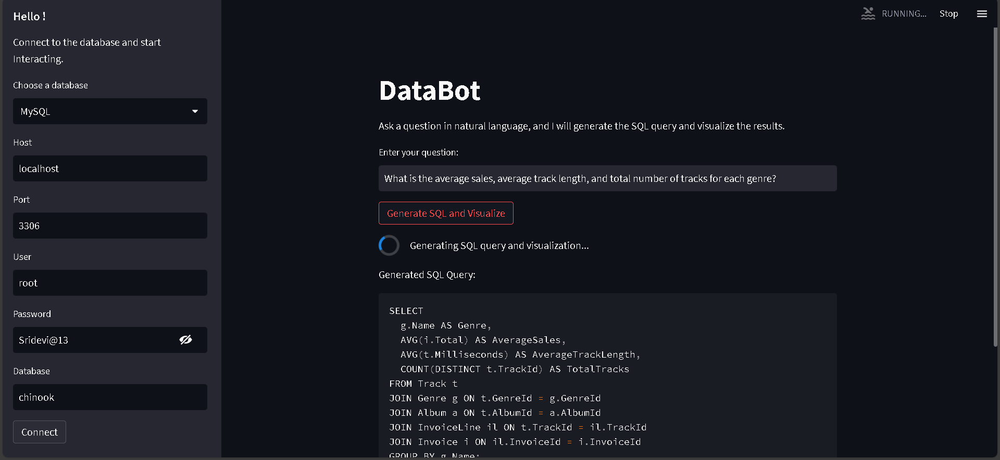 Hello !
Connect to the database and start
Interacting.
Choose a database
MySQL
Host
localhost
Port
3306
User
root
Password
Sridevi@13
Database
chinook
Connect
RUNNING...
Stop
DataBot
Ask a question in natural language, and I will generate the SQL query and visualize the results.
Enter your question:
What is the average sales, average track length, and total number of tracks for each genre?
Generate SQL and Visualize
Generating SQL query and visualization...
Generated SQL Query:
SELECT
  g.Name AS Genre,
  AVG(i.Total) AS AverageSales,
  AVG(t.Milliseconds) AS AverageTrackLength,
  COUNT(DISTINCT t.TrackId) AS TotalTracks
FROM Track t
JOIN Genre g ON t.GenreId = g.GenreId
JOIN Album a ON t.AlbumId = a.AlbumId
JOIN InvoiceLine il ON t.TrackId = il.TrackId
JOIN Invoice i ON il.InvoiceId = i.InvoiceId
GROUP BY g.Name;